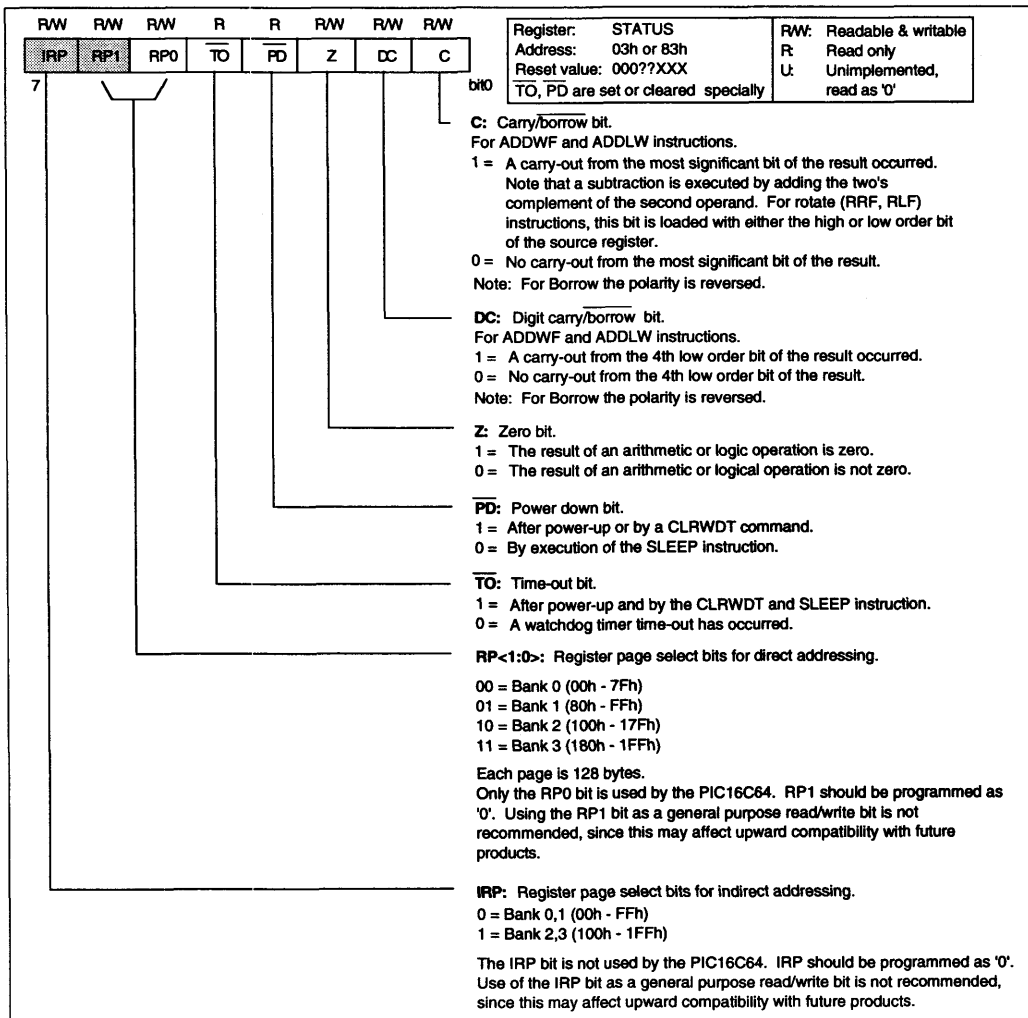 R/W R/W R/W R R R/W R/W R/W
IRP RP1 RP0 TO PD Z DC C
7 bit0
Register: STATUS
Address: 03h or 83h
Reset value: 000??XXX
TO, PD are set or cleared specially
R/W: Readable & writable
R: Read only
U: Unimplemented,
read as '0'
C: Carry/borrow bit.
For ADDWF and ADDLW instructions.
1 = A carry-out from the most significant bit of the result occurred.
Note that a subtraction is executed by adding the two's
complement of the second operand. For rotate (RRF, RLF)
instructions, this bit is loaded with either the high or low order bit
of the source register.
0 = No carry-out from the most significant bit of the result.
Note: For Borrow the polarity is reversed.
DC: Digit carry/borrow bit.
For ADDWF and ADDLW instructions.
1 = A carry-out from the 4th low order bit of the result occurred.
0 = No carry-out from the 4th low order bit of the result.
Note: For Borrow the polarity is reversed.
Z: Zero bit.
1 = The result of an arithmetic or logic operation is zero.
0 = The result of an arithmetic or logical operation is not zero.
PD: Power down bit.
1 = After power-up or by a CLRWDT command.
0 = By execution of the SLEEP instruction.
TO: Time-out bit.
1 = After power-up and by the CLRWDT and SLEEP instruction.
0 = A watchdog timer time-out has occurred.
RP<1:0>: Register page select bits for direct addressing.
00 = Bank 0 (00h - 7Fh)
01 = Bank 1 (80h - FFh)
10 = Bank 2 (100h - 17Fh)
11 = Bank 3 (180h - 1FFh)
Each page is 128 bytes.
Only the RP0 bit is used by the PIC16C64. RP1 should be programmed as
'0'. Using the RP1 bit as a general purpose read/write bit is not
recommended, since this may affect upward compatibility with future
products.
IRP: Register page select bits for indirect addressing.
0 = Bank 0,1 (00h - FFh)
1 = Bank 2,3 (100h - 1FFh)
The IRP bit is not used by the PIC16C64. IRP should be programmed as '0'.
Use of the IRP bit as a general purpose read/write bit is not recommended,
since this may affect upward compatibility with future products.